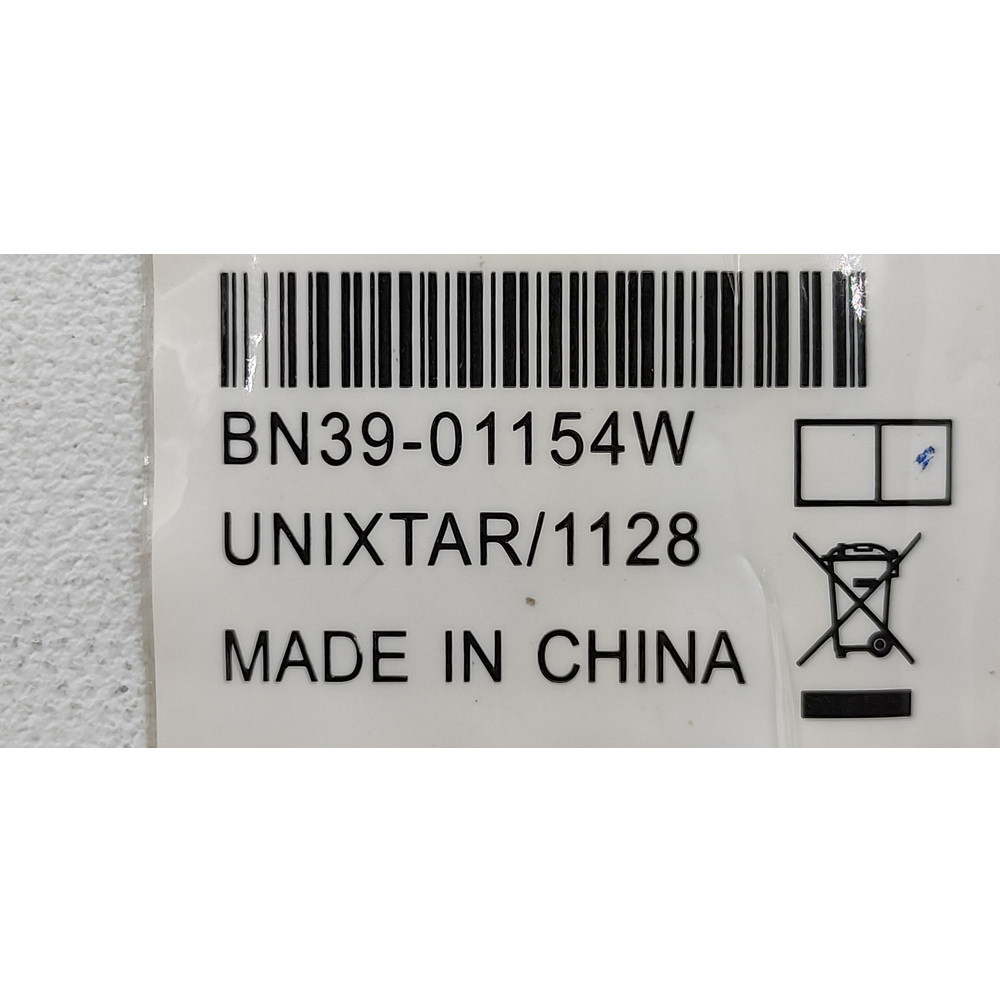 BN39-01154W
UNIXTAR/1128
MADE IN CHINA